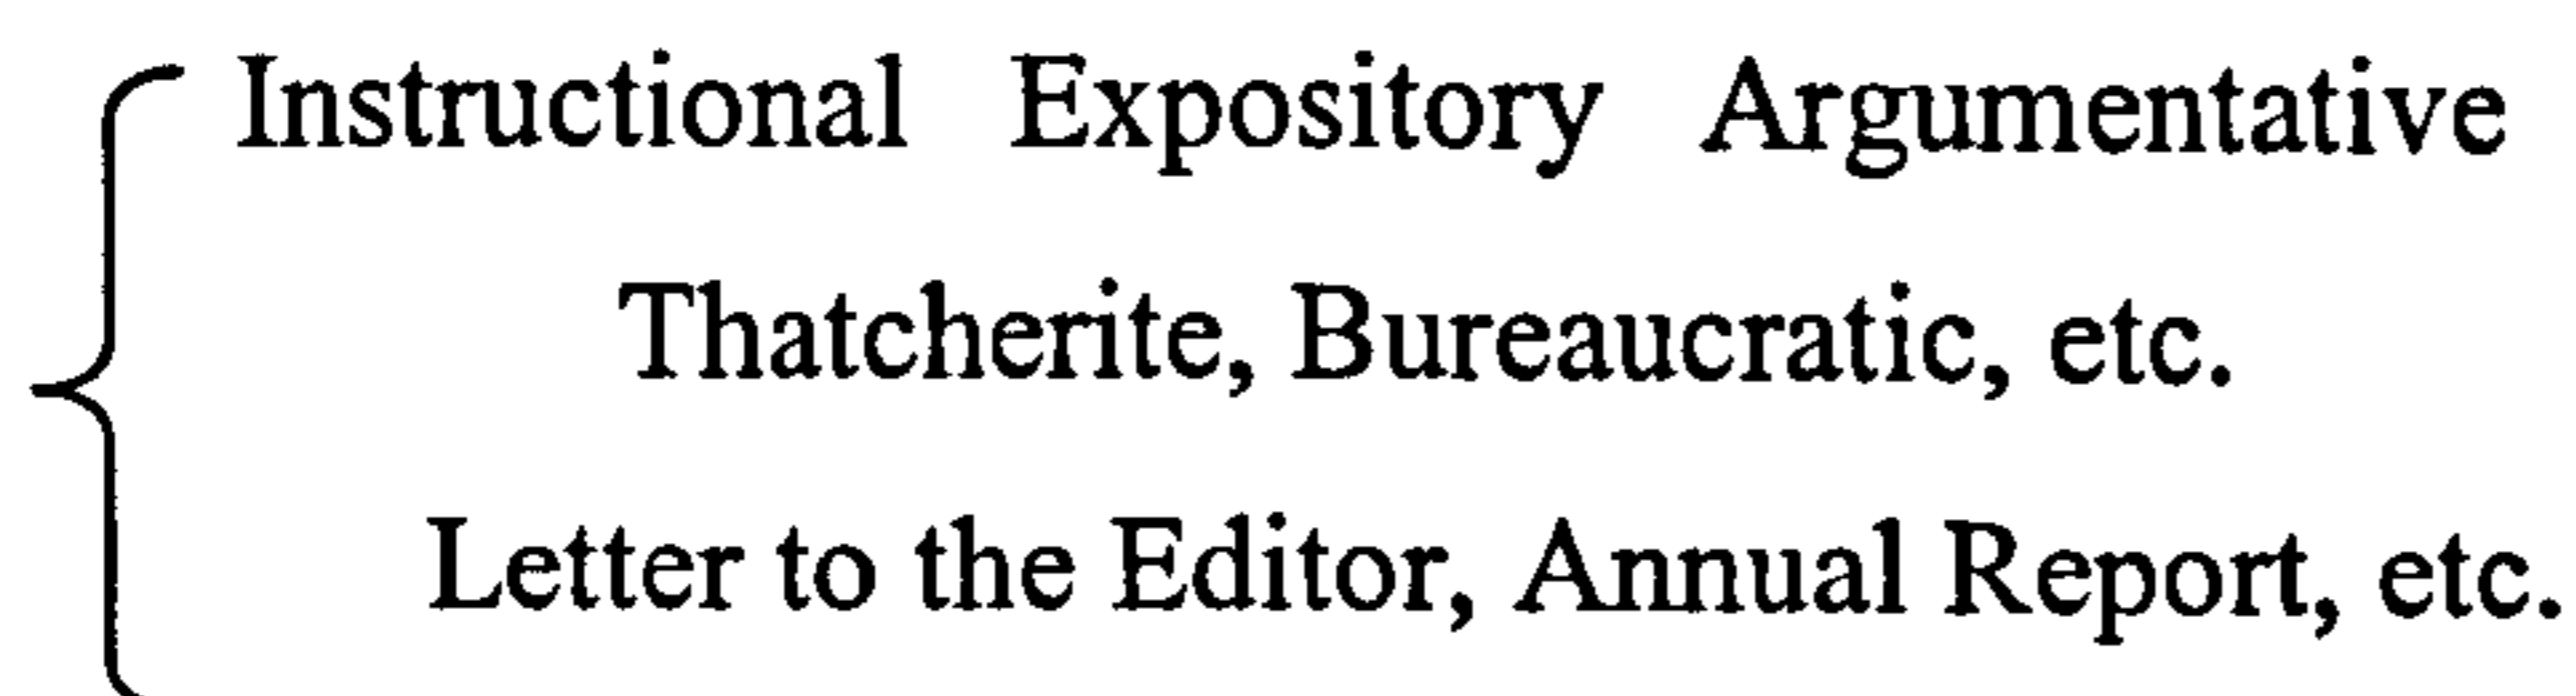 Instructional Expository Argumentative
Thatcherite, Bureaucratic, etc.
Letter to the Editor, Annual Report, etc.